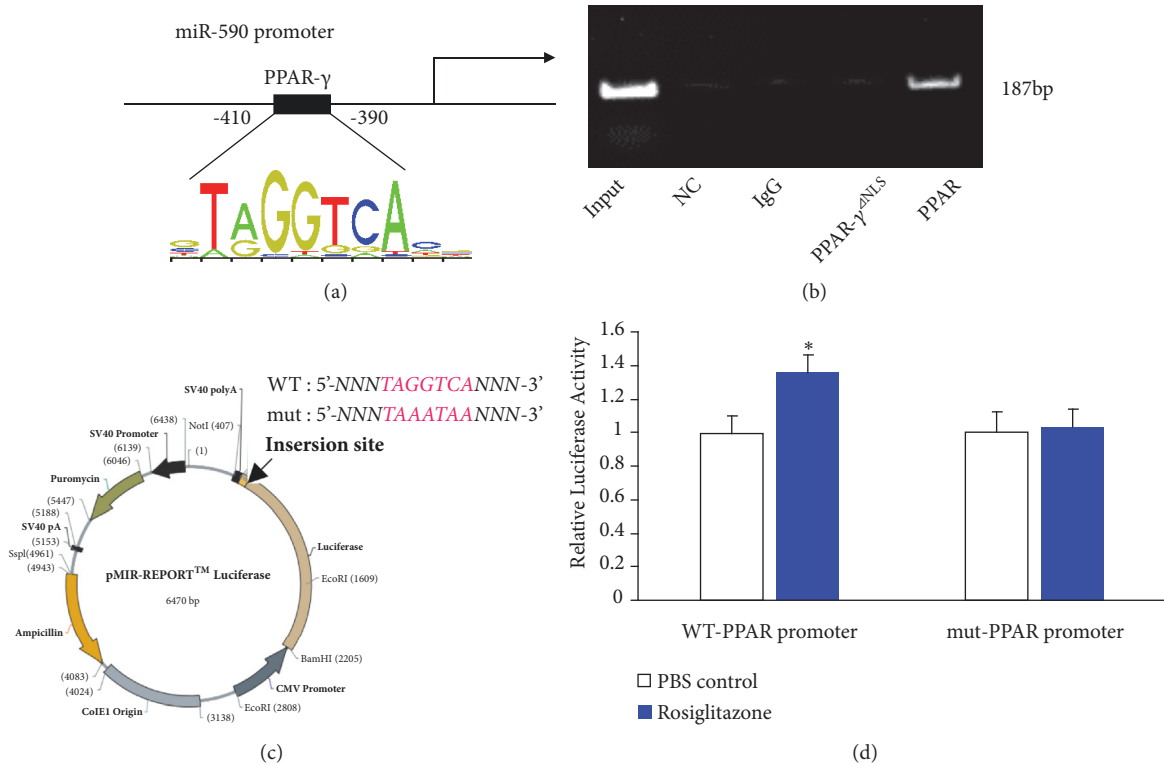 miR-590 promoter
PPAR-γ
-410
-390
TAGGTCA
(a)
187bp
Input
NC
IgG
PPAR-γ^ΔNLS
PPAR
(b)
WT : 5'-NNNTAGGTCANNN-3'
mut : 5'-NNNTAAATAANNN-3'
Insersion site
SV40 polyA
NotI (407)
(1)
(6438)
SV40 Promoter
(6139)
(6046)
Puromycin
(5447)
(5188)
SV40 pA
(5153)
SspI(4961)
(4943)
pMIR-REPORT™ Luciferase
6470 bp
Luciferase
EcoRI (1609)
BamHI (2205)
CMV Promoter
EcoRI (2808)
(3138)
CoIE1 Origin
(4024)
(4083)
Ampicillin
(c)
Relative Luciferase Activity
1.6
1.4
1.2
1
0.8
0.6
0.4
0.2
0
*
WT-PPAR promoter
mut-PPAR promoter
PBS control
Rosiglitazone
(d)